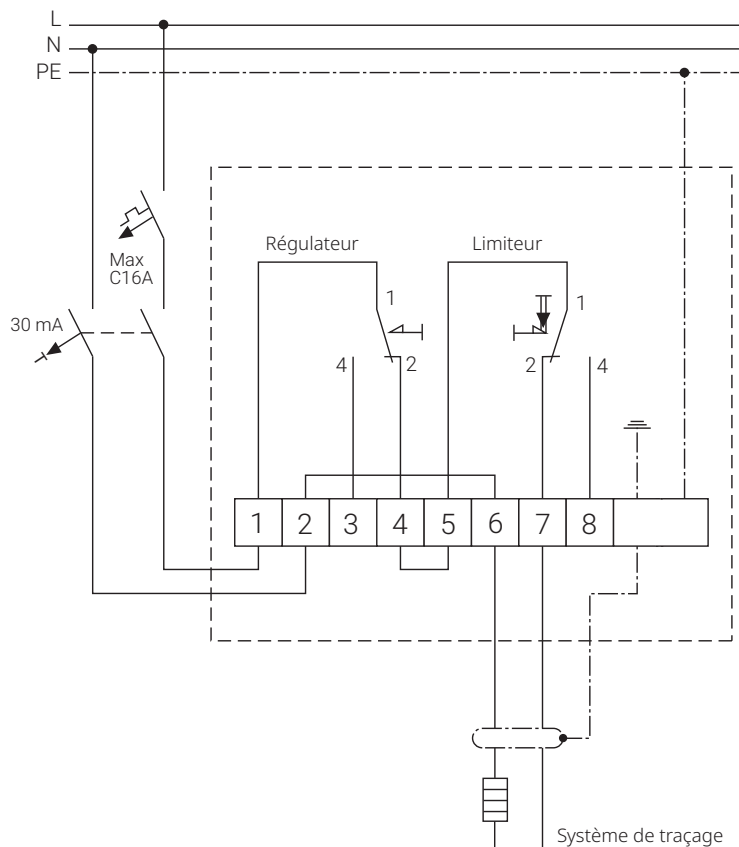 L
N
PE
Régulateur
Limiteur
Max
C16A
1
1
30 mA
4
2
2
4
1 2 3 4 5 6 7 8
Système de traçage